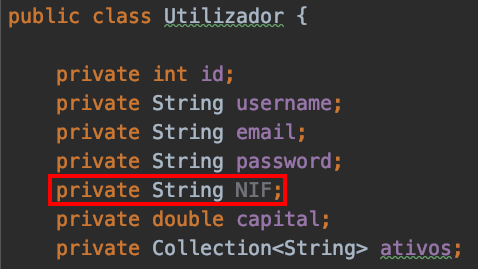 public class Utilizador {
private int id;
private String username;
private String email;
private String password;
private String NIF;
private double capital;
private Collection<String> ativos;